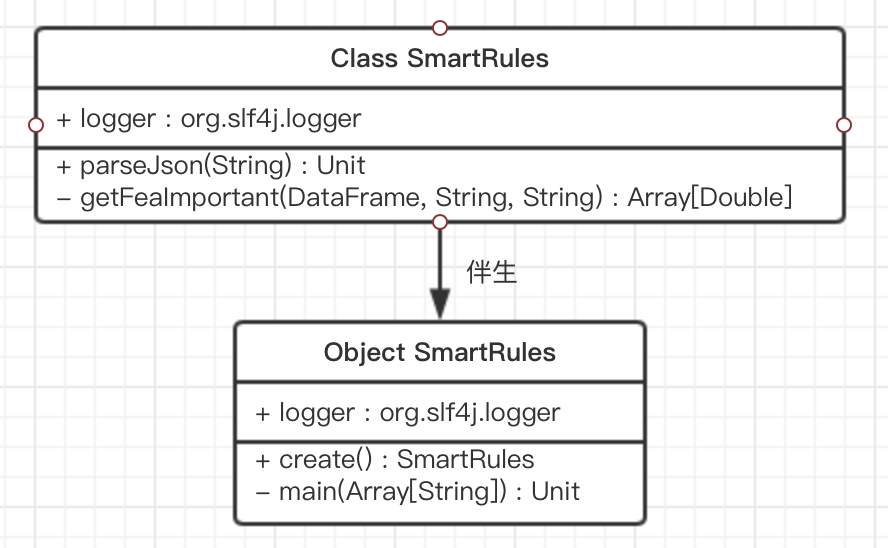 Class SmartRules
+ logger : org.slf4j.logger
+ parseJson(String) : Unit
– getFeaImportant(DataFrame, String, String) : Array[Double]
伴生
Object SmartRules
+ logger : org.slf4j.logger
+ create() : SmartRules
– main(Array[String]) : Unit